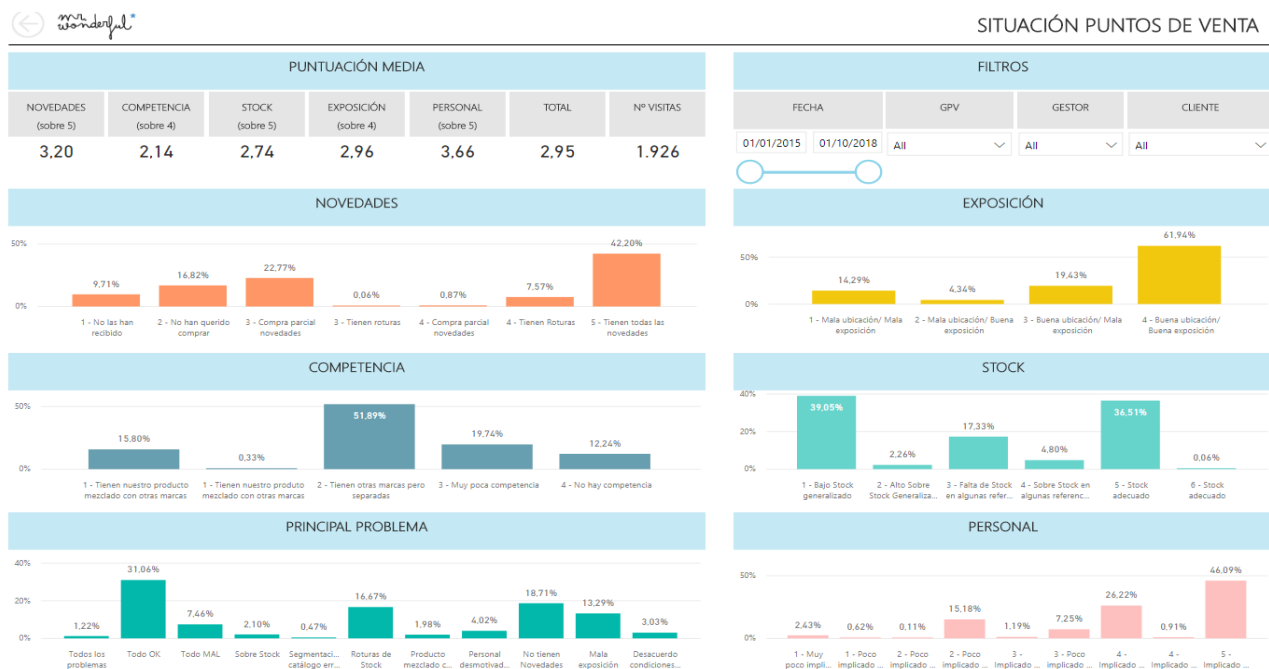 mr. wonderful*
SITUACIÓN PUNTOS DE VENTA
PUNTUACIÓN MEDIA
NOVEDADES COMPETENCIA STOCK EXPOSICIÓN PERSONAL TOTAL Nº VISITAS
(sobre 5) (sobre 4) (sobre 5) (sobre 4) (sobre 5)
3,20 2,14 2,74 2,96 3,66 2,95 1.926
FILTROS
FECHA GPV GESTOR CLIENTE
01/01/2015 01/10/2018 All All All
NOVEDADES
50%
0%
9,71% 16,82% 22,77% 0,06% 0,87% 7,57% 42,20%
1 - No las han 2 - No han querido 3 - Compra parcial 3 - Tienen roturas 4 - Compra parcial 4 - Tienen Roturas 5 - Tienen todas las
recibido comprar novedades novedades novedades
EXPOSICIÓN
50%
0%
14,29% 4,34% 19,43% 61,94%
1 - Mala ubicación/ Mala 2 - Mala ubicación/ Buena 3 - Buena ubicación/ Mala 4 - Buena ubicación/
exposición exposición exposición Buena exposición
COMPETENCIA
50%
0%
15,80% 0,33% 51,89% 19,74% 12,24%
1 - Tienen nuestro producto 1 - Tienen nuestro produto 2 - Tienen otras marcas pero 3 - Muy poca competencia 4 - No hay competencia
mezclado con otras marcas mezclado con otras marcas separadas
STOCK
40%
20%
0%
39,05% 2,26% 17,33% 4,80% 36,51% 0,06%
1 - Bajo Stock 2 - Alto Sobre 3 - Falta de Stock 4 - Sobre Stock en 5 - Stock 6 - Stock
generalizado Stock Generaliza... en algunas refer... algunas referenc... adecuado adecuado
PRINCIPAL PROBLEMA
40%
20%
0%
1,22% 31,06% 7,46% 2,10% 0,47% 16,67% 1,98% 4,02% 18,71% 13,29% 3,03%
Todos los Todo OK Todo MAL Sobre Stock Segmentaci... Roturas de Producto Personal No tienen Mala Desacuerdo
problemas catálogo err... Stock mezclado c... desmotivad... Novedades exposición condiciones...
PERSONAL
50%
0%
2,43% 0,62% 0,11% 15,18% 1,19% 7,25% 26,22% 0,91% 46,09%
1 - Muy 1 - Poco 2 - Poco 2 - Poco 3 - 3 - Poco 4 - 4 - 5 -
poco impli... implicado ... implicado ... implicado ... Implicado ... implicado ... Implicado ... implicado ... Implicado ...